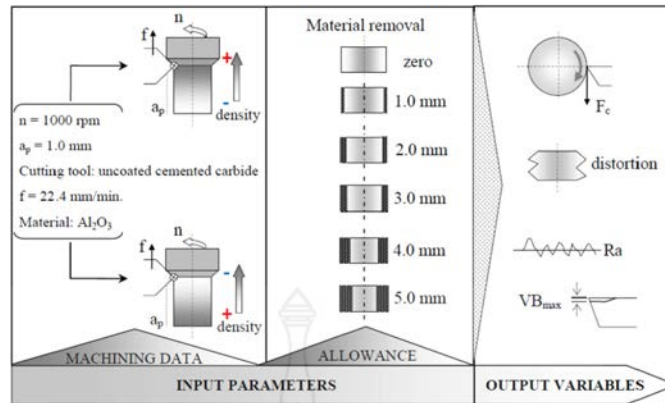 n
f
+
-
density
a_p
n = 1000 rpm
a_p = 1.0 mm
Cutting tool: uncoated cemented carbide
f = 22.4 mm/min.
Material: Al₂O₃
n
f
-
+
density
a_p
MACHINING DATA
Material removal
zero
1.0 mm
2.0 mm
3.0 mm
4.0 mm
5.0 mm
ALLOWANCE
F_c
distortion
Ra
VB_max
INPUT PARAMETERS
OUTPUT VARIABLES